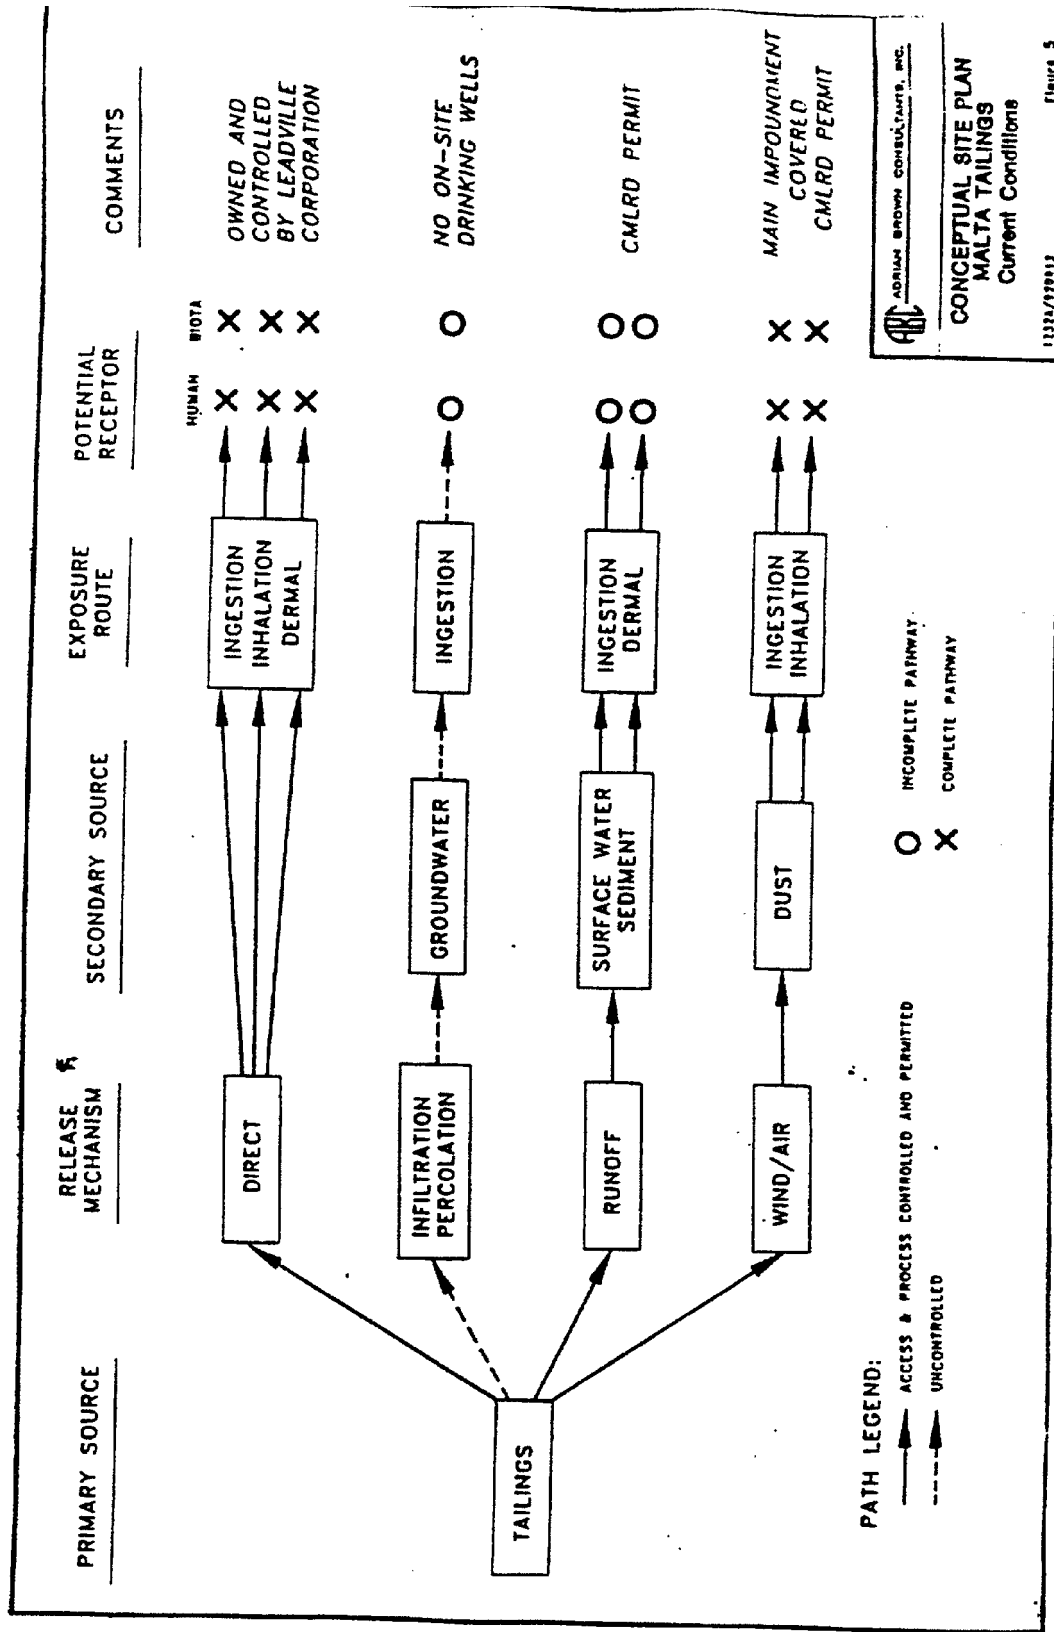 PRIMARY SOURCE
RELEASE
MECHANISM
SECONDARY SOURCE
EXPOSURE
ROUTE
POTENTIAL
RECEPTOR
COMMENTS
HUMAN
BIOTA
TAILINGS
DIRECT
INGESTION
INHALATION
DERMAL
X X
X X
X X
OWNED AND
CONTROLLED
BY LEADVILLE
CORPORATION
INFILTRATION
PERCOLATION
GROUNDWATER
INGESTION
O O
NO ON-SITE
DRINKING WELLS
RUNOFF
SURFACE WATER
SEDIMENT
INGESTION
DERMAL
O O
O O
CMLRD PERMIT
WIND/AIR
DUST
INGESTION
INHALATION
X X
X X
MAIN IMPOUNDMENT
COVERED
CMLRD PERMIT
PATH LEGEND:
ACCESS & PROCESS CONTROLLED AND PERMITTED
UNCONTROLLED
O INCOMPLETE PATHWAY
X COMPLETE PATHWAY
ABC ADRIAN BROWN CONSULTANTS, INC.
CONCEPTUAL SITE PLAN
MALTA TAILINGS
Current Conditions
Figure 5